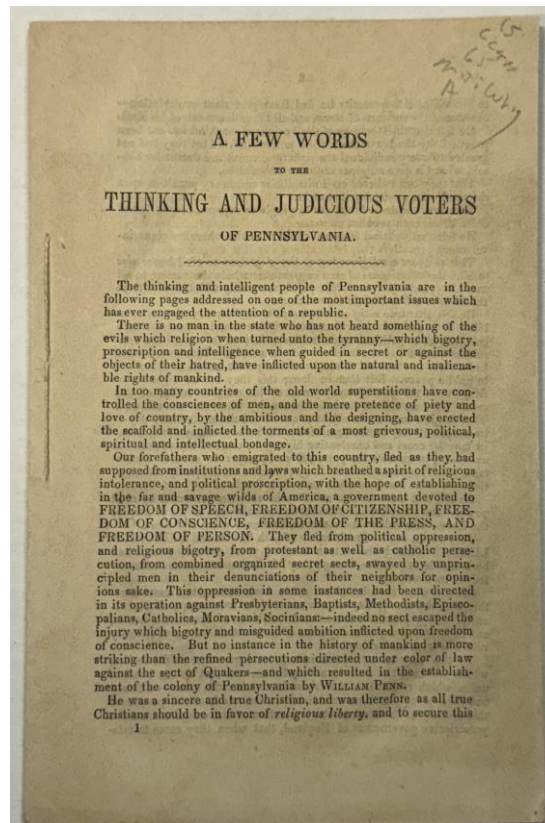 A FEW WORDS
TO THE
THINKING AND JUDICIOUS VOTERS
OF PENNSYLVANIA.
The thinking and intelligent people of Pennsylvania are in the
following pages addressed on one of the most important issues which
has ever engaged the attention of a republic.
There is no man in the state who has not heard something of the
evils which religion when turned unto the tyranny—which bigotry,
proscription and intelligence when guided in secret or against the
objects of their hatred, have inflicted upon the natural and inaliena-
ble rights of mankind.
In too many countries of the old world superstitions have con-
trolled the consciences of men, and the mere pretence of piety and
love of country, by the ambitious and the designing, have erected
the scaffold and inflicted the torments of a most grievous, political,
spiritual and intellectual bondage.
Our forefathers who emigrated to this country, fled as they had
supposed from institutions and laws which breathed a spirit of religious
intolerance, and political proscription, with the hope of establishing
in the far and savage wilds of America, a government devoted to
FREEDOM OF SPEECH, FREEDOM OF CITIZENSHIP, FREE-
DOM OF CONSCIENCE, FREEDOM OF THE PRESS, AND
FREEDOM OF PERSON. They fled from political oppression,
and religious bigotry, from protestant as well as catholic perse-
cution, from combined organized secret sects, swayed by unprin-
cipled men in their denunciations of their neighbors for opin-
ions sake. This oppression in some instances had been directed
in its operation against Presbyterians, Baptists, Methodists, Episco-
palians, Catholics, Moravians, Socinians:—indeed no sect escaped the
injury which bigotry and misguided ambition inflicted upon freedom
of conscience. But no instance in the history of mankind is more
striking than the refined persecutions directed under color of law
against the sect of Quakers—and which resulted in the establish-
ment of the colony of Pennsylvania by WILLIAM PENN.
He was a sincere and true Christian, and was therefore as all true
Christians should be in favor of religious liberty, and to secure this
1